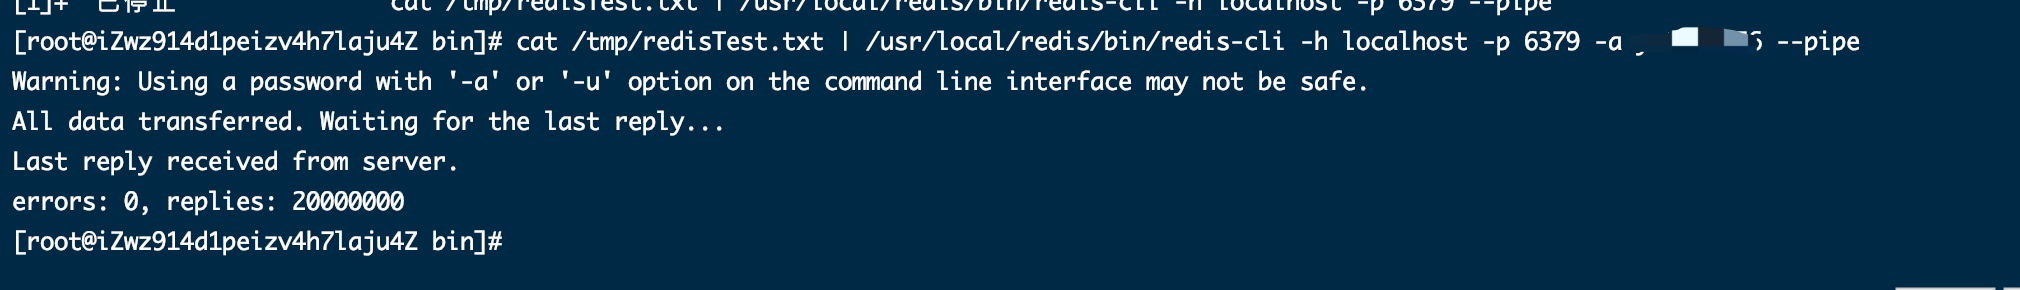 [1]+  已停止               cat /tmp/redisTest.txt | /usr/local/redis/bin/redis-cli -h localhost -p 6379 --pipe
[root@iZwz914d1peizv4h7laju4Z bin]# cat /tmp/redisTest.txt | /usr/local/redis/bin/redis-cli -h localhost -p 6379 -a --pipe
Warning: Using a password with '-a' or '-u' option on the command line interface may not be safe.
All data transferred. Waiting for the last reply...
Last reply received from server.
errors: 0, replies: 20000000
[root@iZwz914d1peizv4h7laju4Z bin]#